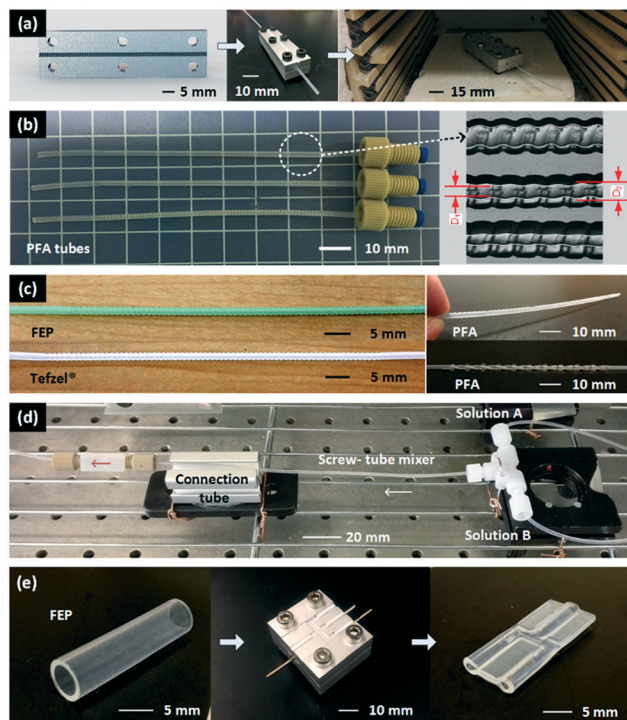 (a)
5 mm
10 mm
15 mm
(b)
PFA tubes
10 mm
D₁
D₂
(c)
FEP
5 mm
Tefzel®
5 mm
PFA
10 mm
PFA
10 mm
(d)
Solution A
Screw- tube mixer
Connection
tube
20 mm
Solution B
(e)
FEP
5 mm
10 mm
5 mm